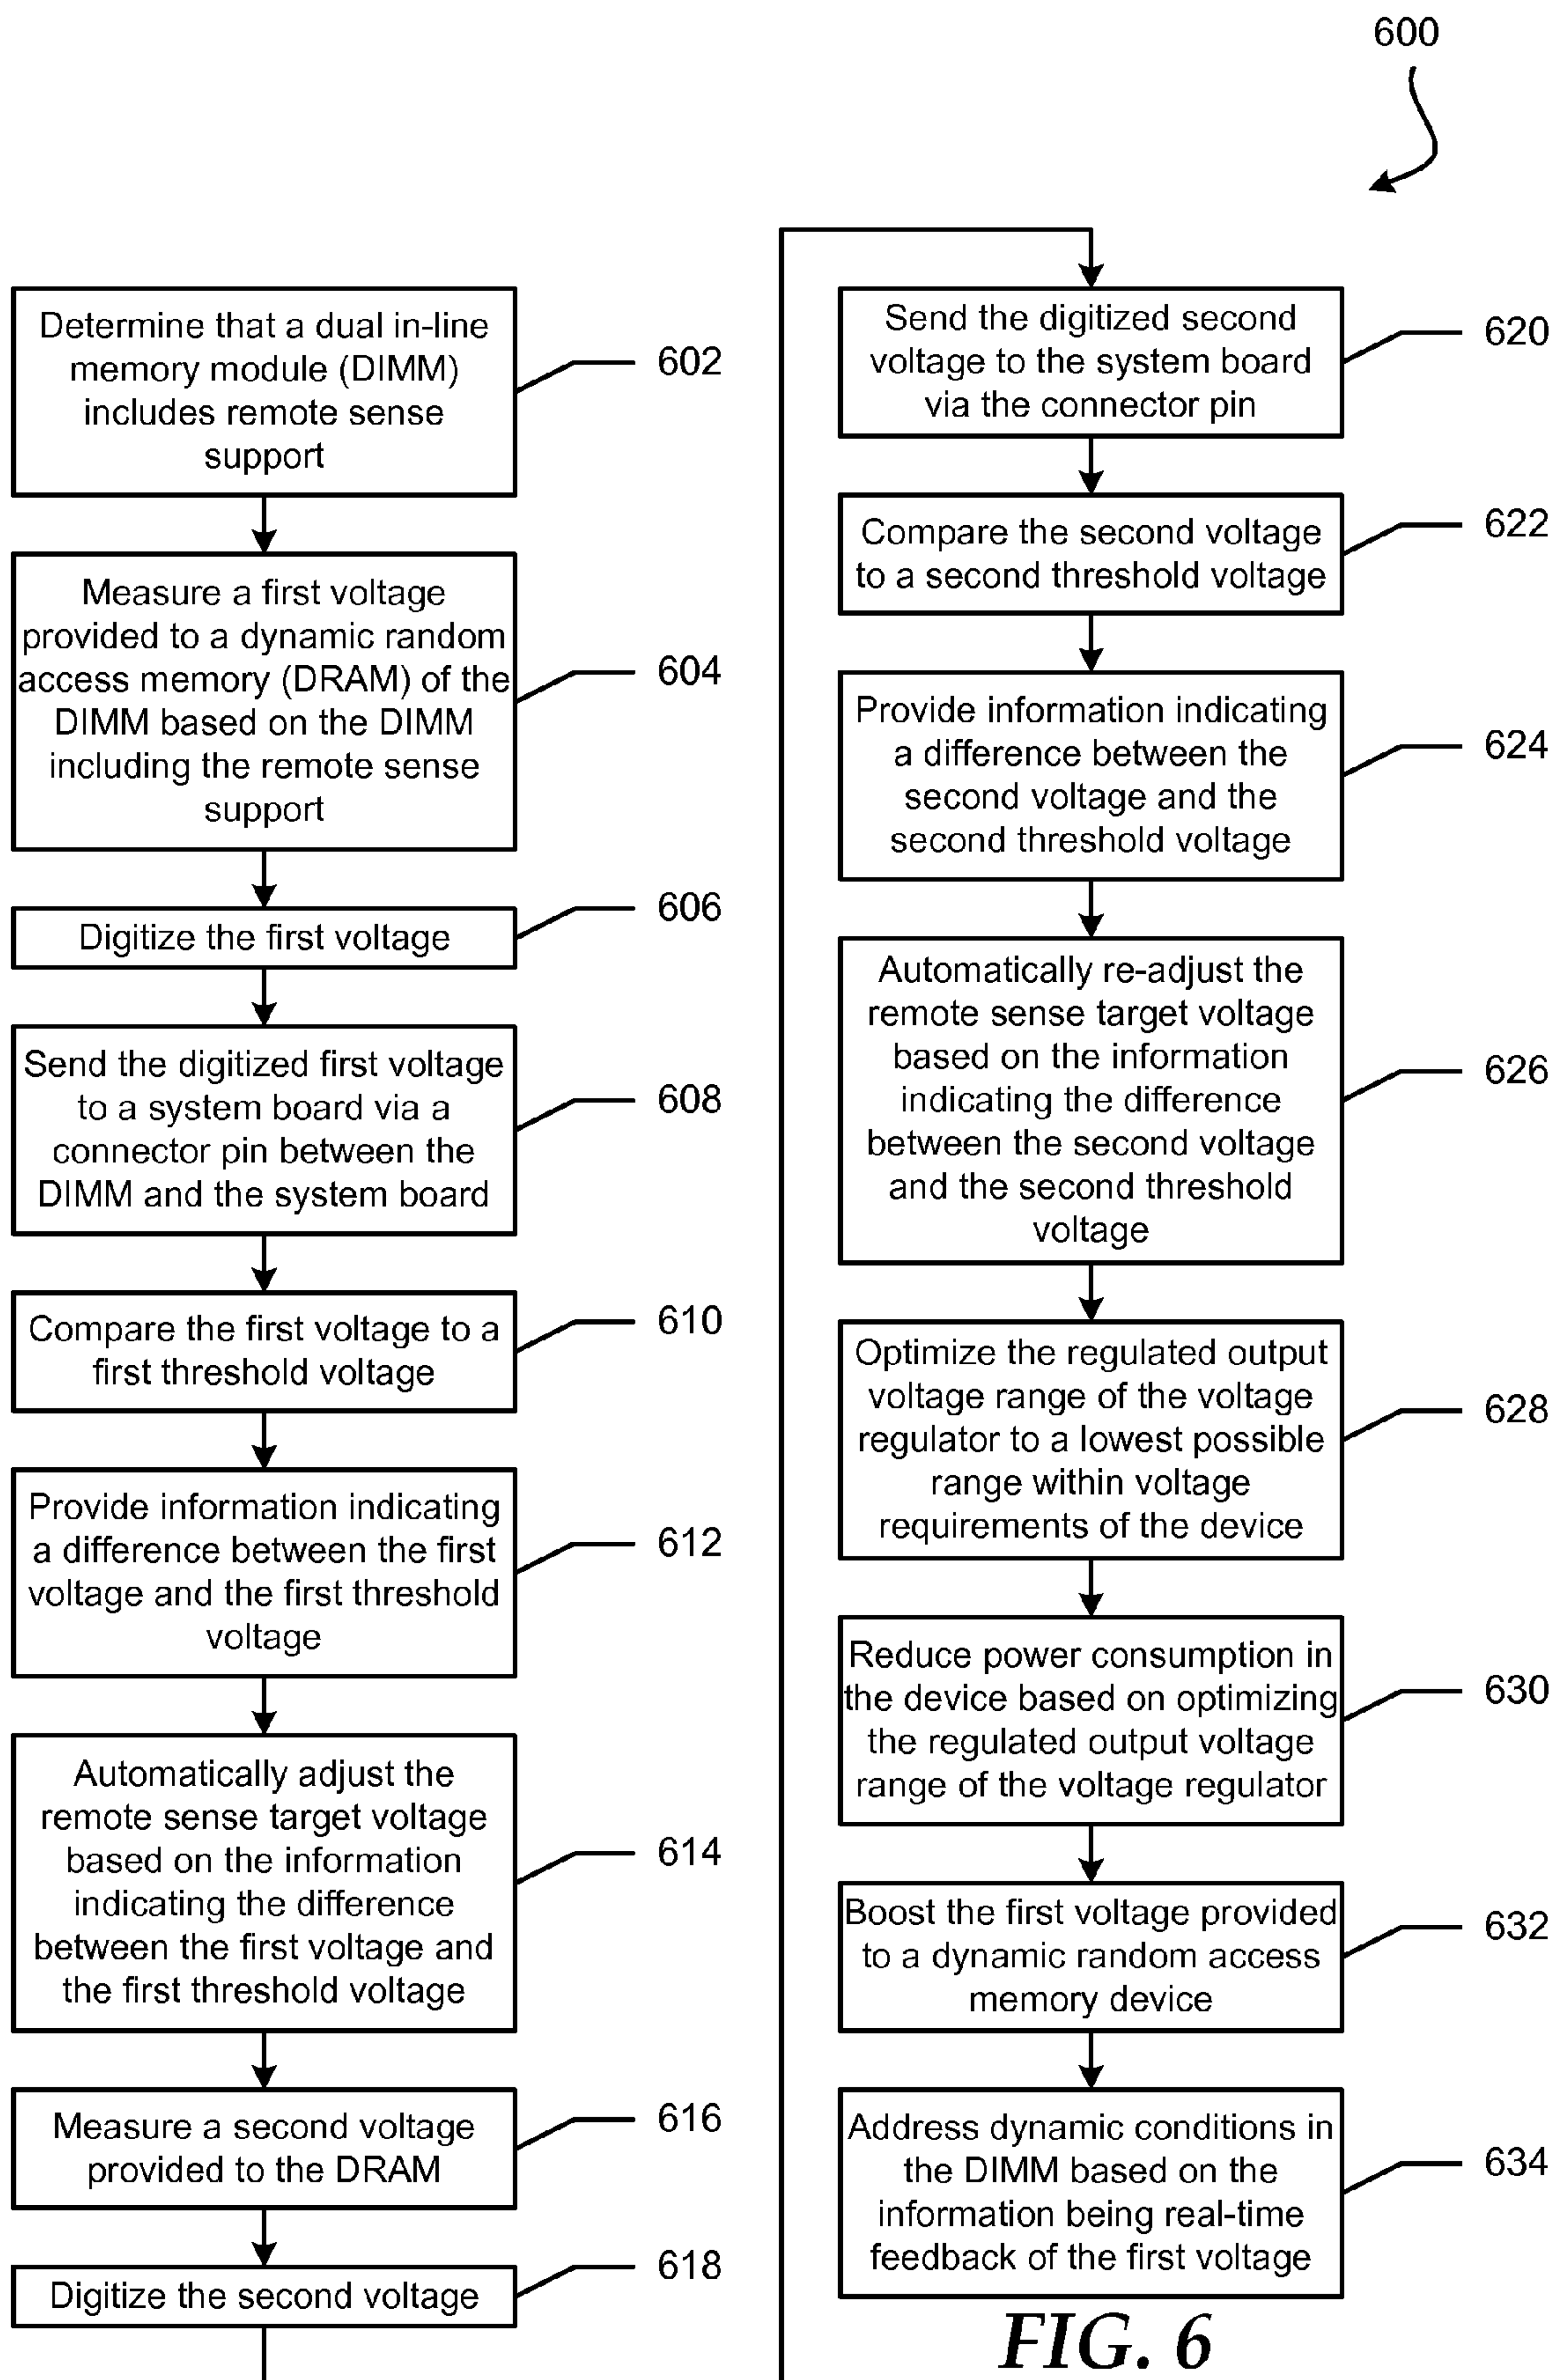 600
Determine that a dual in-line
memory module (DIMM)
includes remote sense
support
602
Measure a first voltage
provided to a dynamic random
access memory (DRAM) of the
DIMM based on the DIMM
including the remote sense
support
604
Digitize the first voltage
606
Send the digitized first voltage
to a system board via a
connector pin between the
DIMM and the system board
608
Compare the first voltage to a
first threshold voltage
610
Provide information indicating
a difference between the first
voltage and the first threshold
voltage
612
Automatically adjust the
remote sense target voltage
based on the information
indicating the difference
between the first voltage and
the first threshold voltage
614
Measure a second voltage
provided to the DRAM
616
Digitize the second voltage
618
Send the digitized second
voltage to the system board
via the connector pin
620
Compare the second voltage
to a second threshold voltage
622
Provide information indicating
a difference between the
second voltage and the
second threshold voltage
624
Automatically re-adjust the
remote sense target voltage
based on the information
indicating the difference
between the second voltage
and the second threshold
voltage
626
Optimize the regulated output
voltage range of the voltage
regulator to a lowest possible
range within voltage
requirements of the device
628
Reduce power consumption in
the device based on optimizing
the regulated output voltage
range of the voltage regulator
630
Boost the first voltage provided
to a dynamic random access
memory device
632
Address dynamic conditions in
the DIMM based on the
information being real-time
feedback of the first voltage
634
FIG. 6